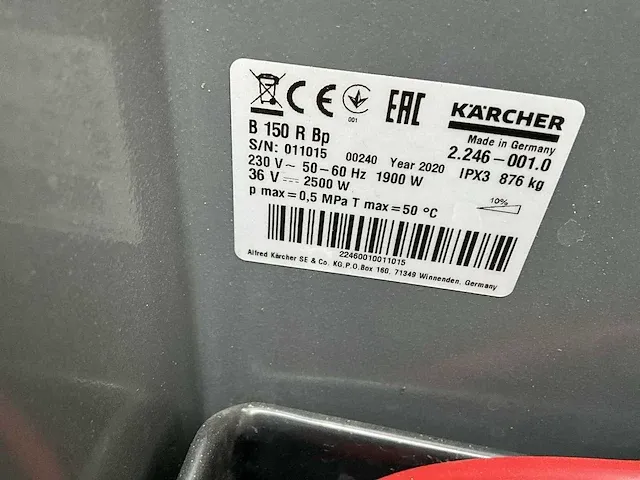 CE 001 EAC KÄRCHER
Made in Germany
B 150 R Bp 2.246-001.0
S/N: 011015 00240 Year 2020 IPX3 876 kg
230 V~ 50-60 Hz 1900 W
36 V⎓ 2500 W
p max=0,5 MPa T max=50 °C 10%
22460010011015
Alfred Kärcher SE & Co. KG,P.O.Box 160, 71349 Winnenden, Germany